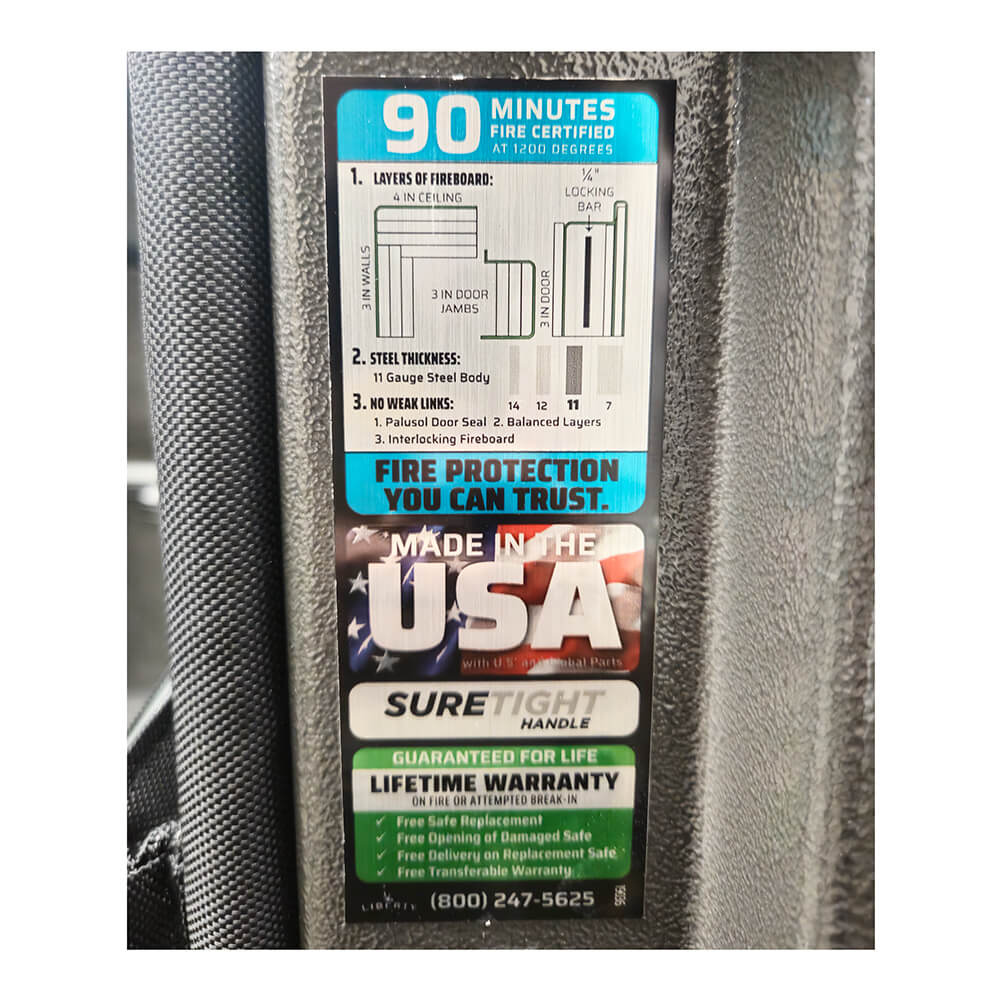 90 MINUTES
FIRE CERTIFIED
AT 1200 DEGREES
1. LAYERS OF FIREBOARD:
4 IN CEILING
3 IN WALLS
3 IN DOOR
JAMBS
3 IN DOOR
1/4"
LOCKING
BAR
2. STEEL THICKNESS:
11 Gauge Steel Body
14 12 11 7
3. NO WEAK LINKS:
1. Palusol Door Seal 2. Balanced Layers
3. Interlocking Fireboard
FIRE PROTECTION
YOU CAN TRUST.
MADE IN THE
USA
with U.S. and Global Parts
SURETIGHT
HANDLE
GUARANTEED FOR LIFE
LIFETIME WARRANTY
ON FIRE OR ATTEMPTED BREAK-IN
✓ Free Safe Replacement
✓ Free Opening of Damaged Safe
✓ Free Delivery on Replacement Safe
✓ Free Transferable Warranty
LIBERTY (800) 247-5625